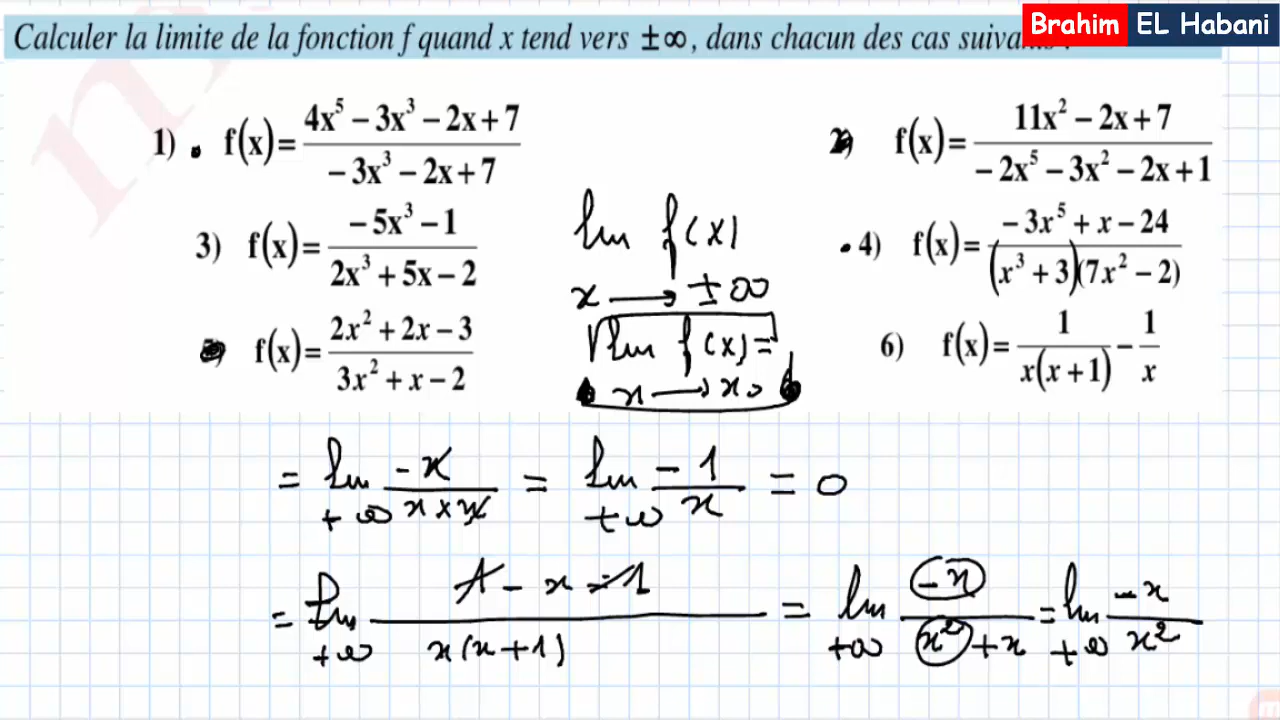 Brahim EL Habani
Calculer la limite de la fonction f quand x tend vers ±∞, dans chacun des cas
1) f(x) = (4x⁵ − 3x³ − 2x + 7) / (−3x³ − 2x + 7)
2) f(x) = (11x² − 2x + 7) / (−2x⁵ − 3x² − 2x + 1)
3) f(x) = (−5x³ − 1) / (2x³ + 5x − 2)
4) f(x) = (−3x⁵ + x − 24) / ((x³ + 3)(7x² − 2))
f(x) = (2x² + 2x − 3) / (3x² + x − 2)
6) f(x) = 1 / (x(x + 1)) − 1/x
lim f(x)
x → ±∞
lim f(x) =
x → x₀
= lim +∞ −x / (x × x) = lim +∞ −1 / x = 0
= lim +∞ (1 − x − 1) / (x(x + 1)) = lim +∞ −x / (x² + x) = lim +∞ −x / x²